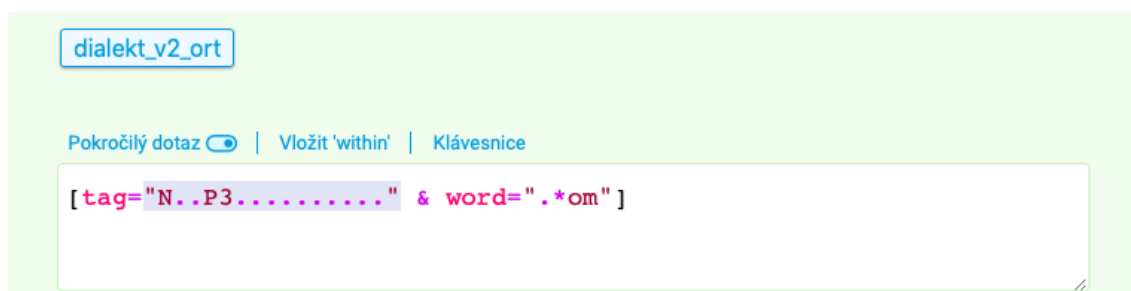 dialekt_v2_ort
Pokročilý dotaz | Vložit 'within' | Klávesnice
[tag="N..P3.........." & word=".*om"]